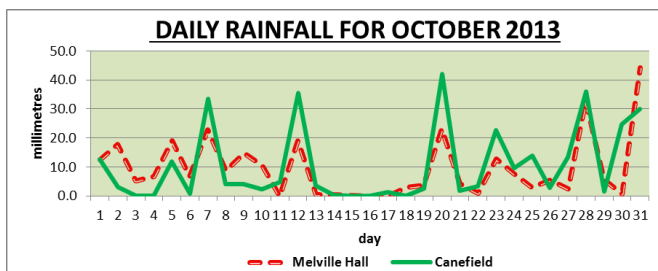 DAILY RAINFALL FOR OCTOBER 2013
50.0
40.0
30.0
20.0
10.0
0.0
millimetres
1 2 3 4 5 6 7 8 9 10 11 12 13 14 15 16 17 18 19 20 21 22 23 24 25 26 27 28 29 30 31
day
Melville Hall Canefield